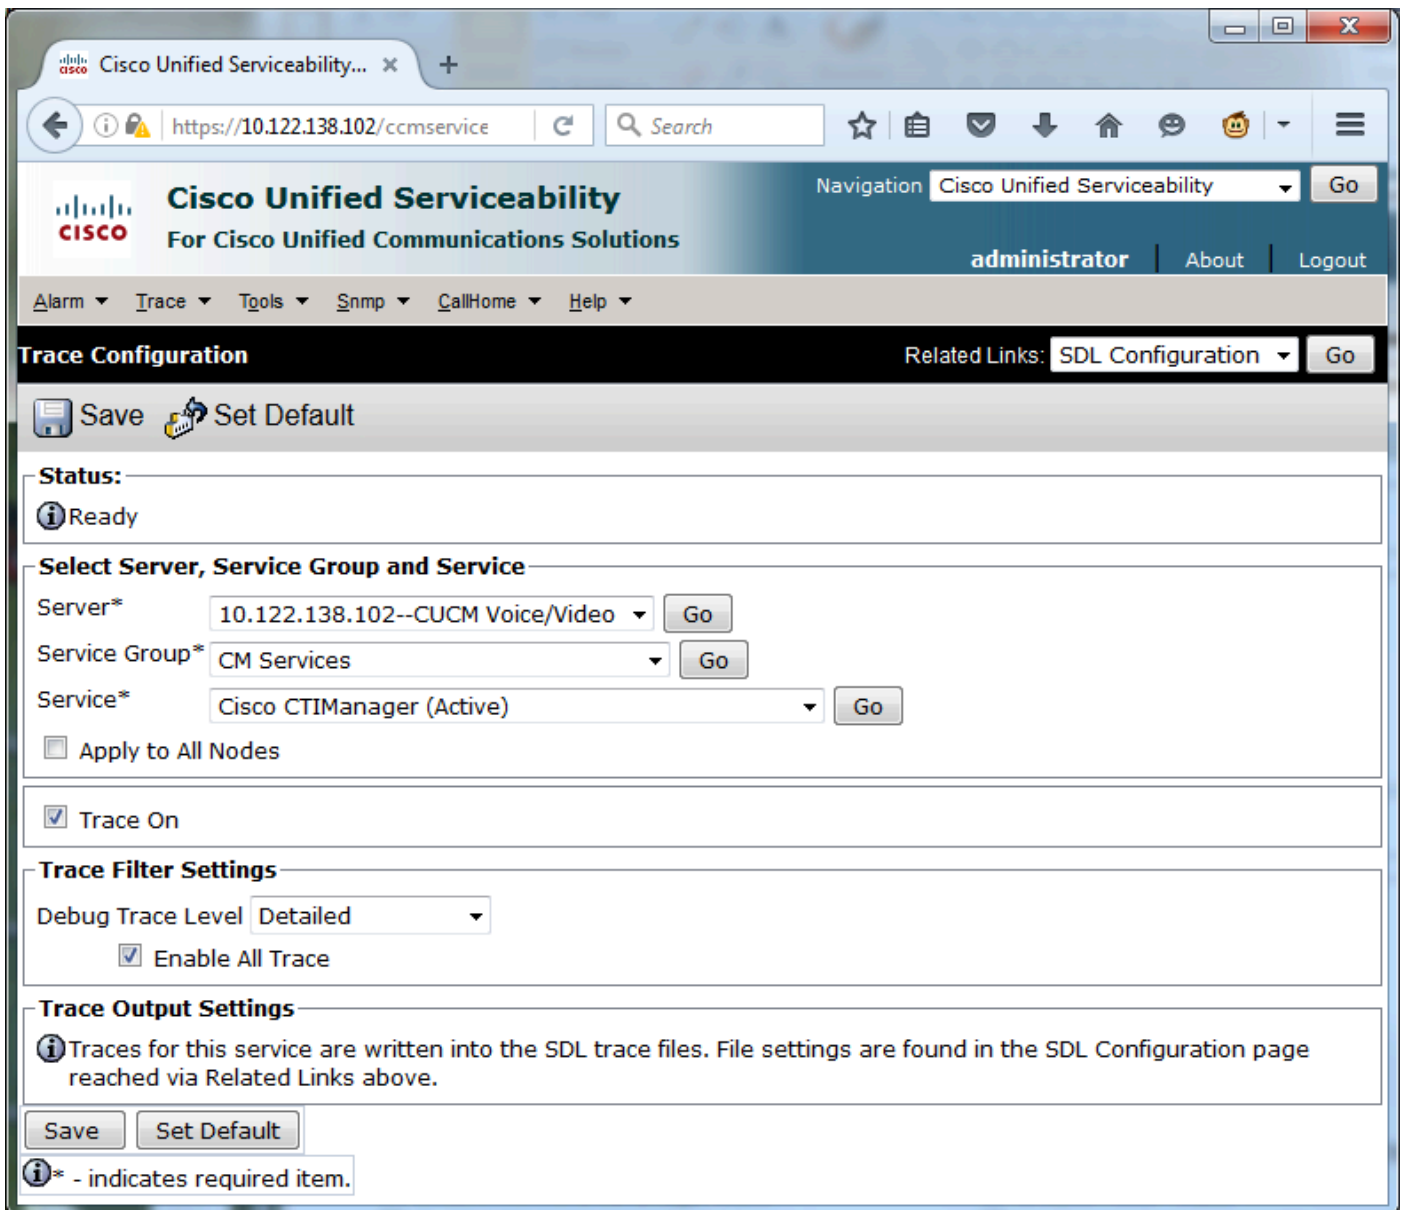 Cisco Unified Serviceability...
https://10.122.138.102/ccmservice
Search
CISCO
Cisco Unified Serviceability
For Cisco Unified Communications Solutions
Navigation Cisco Unified Serviceability Go
administrator About Logout
Alarm Trace Tools Snmp CallHome Help
Trace Configuration Related Links: SDL Configuration Go
Save Set Default
Status:
Ready
Select Server, Service Group and Service
Server* 10.122.138.102--CUCM Voice/Video Go
Service Group* CM Services Go
Service* Cisco CTIManager (Active) Go
Apply to All Nodes
Trace On
Trace Filter Settings
Debug Trace Level Detailed
Enable All Trace
Trace Output Settings
Traces for this service are written into the SDL trace files. File settings are found in the SDL Configuration page
reached via Related Links above.
Save Set Default
* - indicates required item.